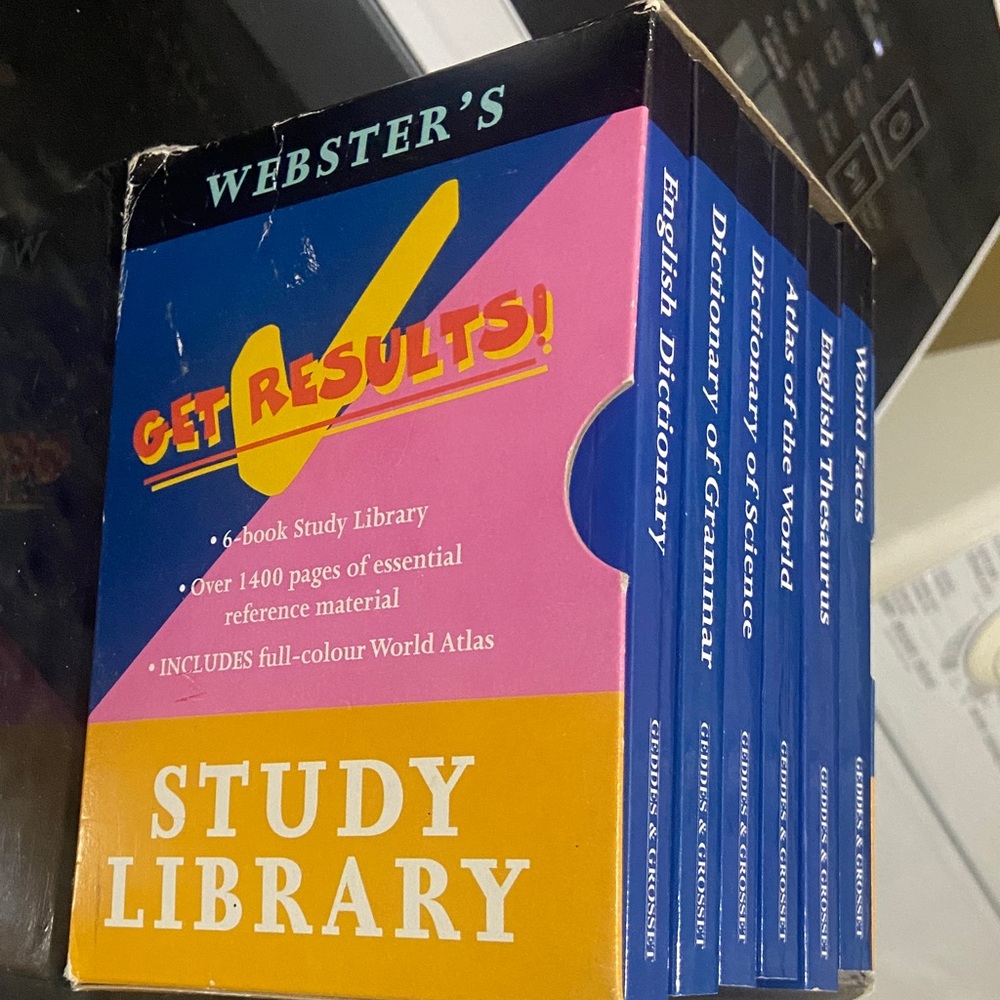 WEBSTER'S
GET RESULTS!
• 6-book Study Library
• Over 1400 pages of essential
reference material
• INCLUDES full-colour World Atlas
STUDY
LIBRARY
English Dictionary
GEDDES & GROSSET
Dictionary of Grammar
GEDDES & GROSSET
Dictionary of Science
GEDDES & GROSSET
Atlas of the World
GEDDES & GROSSET
English Thesaurus
GEDDES & GROSSET
World Facts
GEDDES & GROSSET